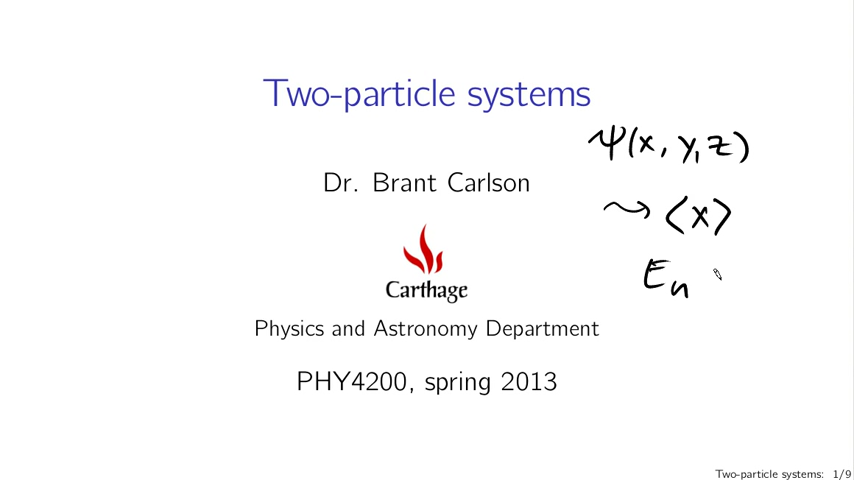 Two-particle systems
ψ(x, y, z)
Dr. Brant Carlson
⤳ ⟨x⟩
Eₙ
Carthage
Physics and Astronomy Department
PHY4200, spring 2013
Two-particle systems: 1/9